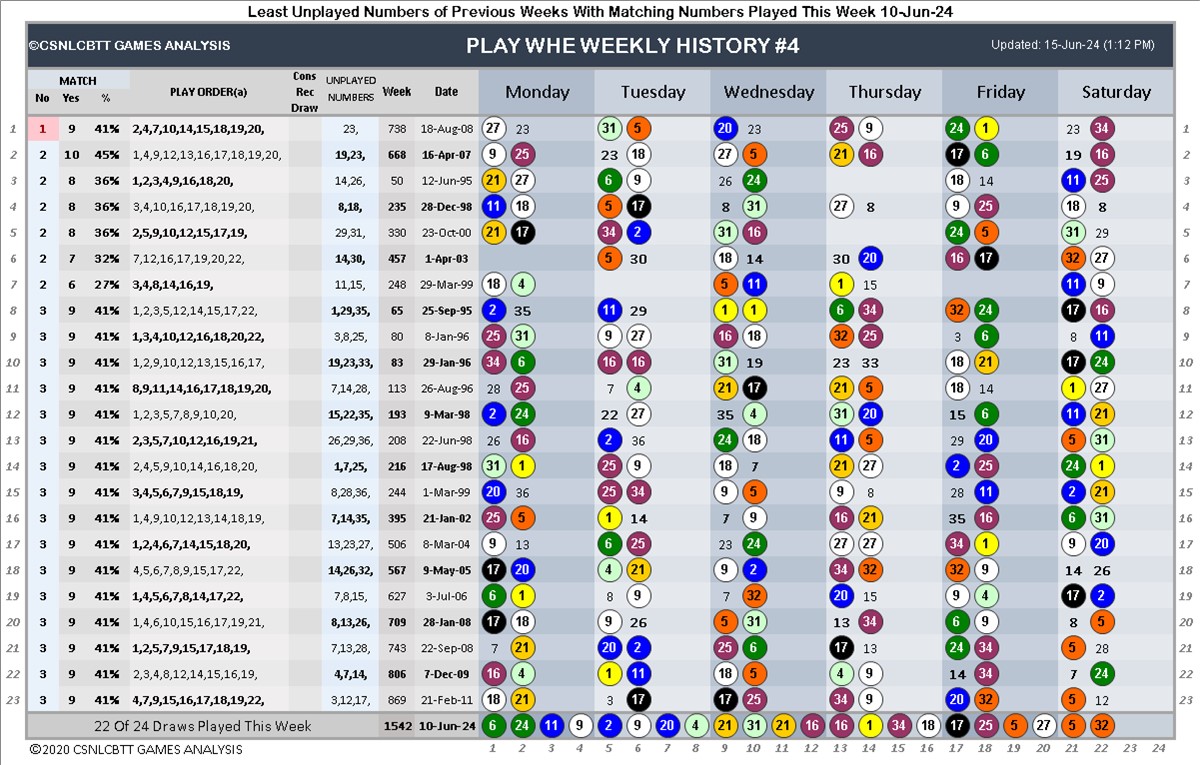 Least Unplayed Numbers of Previous Weeks With Matching Numbers Played This Week 10-Jun-24
©CSNLCBTT GAMES ANALYSIS PLAY WHE WEEKLY HISTORY #4 Updated: 15-Jun-24 (1:12 PM)
MATCH No Yes % PLAY ORDER(a) Cons Rec Draw UNPLAYED NUMBERS Week Date Monday Tuesday Wednesday Thursday Friday Saturday
1 1 9 41% 2,4,7,10,14,15,18,19,20, 23, 738 18-Aug-08 27 23 31 6 5 20 23 25 9 24 1 23 34 1
2 2 10 45% 1,4,9,12,13,16,17,18,19,20, 19,23, 668 16-Apr-07 9 25 23 18 27 5 21 16 17 6 19 16 2
3 2 8 36% 1,2,3,4,9,16,18,20, 14,26, 50 12-Jun-95 21 27 6 9 26 24 18 14 11 25 3
4 2 8 36% 3,4,10,16,17,18,19,20, 8,18, 235 28-Dec-98 11 18 5 17 8 31 27 8 9 25 18 8 4
5 2 8 36% 2,5,9,10,12,15,17,19, 29,31, 330 23-Oct-00 21 17 34 2 31 16 24 5 31 29 5
6 2 7 32% 7,12,16,17,19,20,22, 14,30, 457 1-Apr-03 5 30 18 14 30 20 16 17 32 27 6
7 2 6 27% 3,4,8,14,16,19, 11,15, 248 29-Mar-99 18 4 5 11 1 15 11 9 7
8 3 9 41% 1,2,3,5,12,14,15,17,22, 1,29,35, 65 25-Sep-95 2 35 11 29 1 1 6 34 32 24 17 16 8
9 3 9 41% 1,3,4,10,12,16,18,20,22, 3,8,25, 80 8-Jan-96 25 31 9 27 16 18 32 25 3 6 8 11 9
10 3 9 41% 1,2,9,10,12,13,15,16,17, 19,23,33, 83 29-Jan-96 34 6 16 16 31 19 23 33 18 21 17 24 10
11 3 9 41% 8,9,11,14,16,17,18,19,20, 7,14,28, 113 26-Aug-96 28 25 7 4 21 17 21 5 18 14 1 27 11
12 3 9 41% 1,2,3,5,7,8,9,10,20, 15,22,35, 193 9-Mar-98 2 24 22 27 35 4 31 20 15 6 11 21 12
13 3 9 41% 2,3,5,7,10,12,16,19,21, 26,29,36, 208 22-Jun-98 26 16 2 36 24 18 11 5 29 20 5 31 13
14 3 9 41% 2,4,5,9,10,14,16,18,20, 1,7,25, 216 17-Aug-98 31 1 25 9 18 7 21 27 2 25 24 1 14
15 3 9 41% 3,4,5,6,7,9,15,18,19, 8,28,36, 244 1-Mar-99 20 36 25 34 9 5 9 8 28 11 2 21 15
16 3 9 41% 1,4,9,10,12,13,14,18,19, 7,14,35, 395 21-Jan-02 25 5 1 14 7 9 16 21 35 16 6 31 16
17 3 9 41% 1,2,4,6,7,14,15,18,20, 13,23,27, 506 8-Mar-04 9 13 6 25 23 24 27 27 34 1 9 20 17
18 3 9 41% 4,5,6,7,8,9,15,17,22, 14,26,32, 567 9-May-05 17 20 4 21 9 2 34 32 32 9 14 26 18
19 3 9 41% 1,4,5,6,7,8,14,17,22, 7,8,15, 627 3-Jul-06 6 1 8 9 7 32 20 15 9 4 17 2 19
20 3 9 41% 1,4,6,10,15,16,17,19,21, 8,13,26, 709 28-Jan-08 17 18 9 26 5 31 13 34 6 9 8 5 20
21 3 9 41% 1,2,5,7,9,15,17,18,19, 7,13,28, 743 22-Sep-08 7 21 20 2 25 6 17 13 24 34 5 28 21
22 3 9 41% 2,3,4,8,12,14,15,16,19, 4,7,14, 806 7-Dec-09 16 4 1 11 18 5 4 9 14 34 7 24 22
23 3 9 41% 4,7,9,15,16,17,18,19,22, 3,12,17, 869 21-Feb-11 18 21 3 17 17 25 34 9 20 32 5 12 23
22 Of 24 Draws Played This Week 1542 10-Jun-24 6 24 11 9 2 9 20 4 21 31 21 16 16 1 34 18 17 25 5 27 5 32
©2020 CSNLCBTT GAMES ANALYSIS 1 2 3 4 5 6 7 8 9 10 11 12 13 14 15 16 17 18 19 20 21 22 23 24